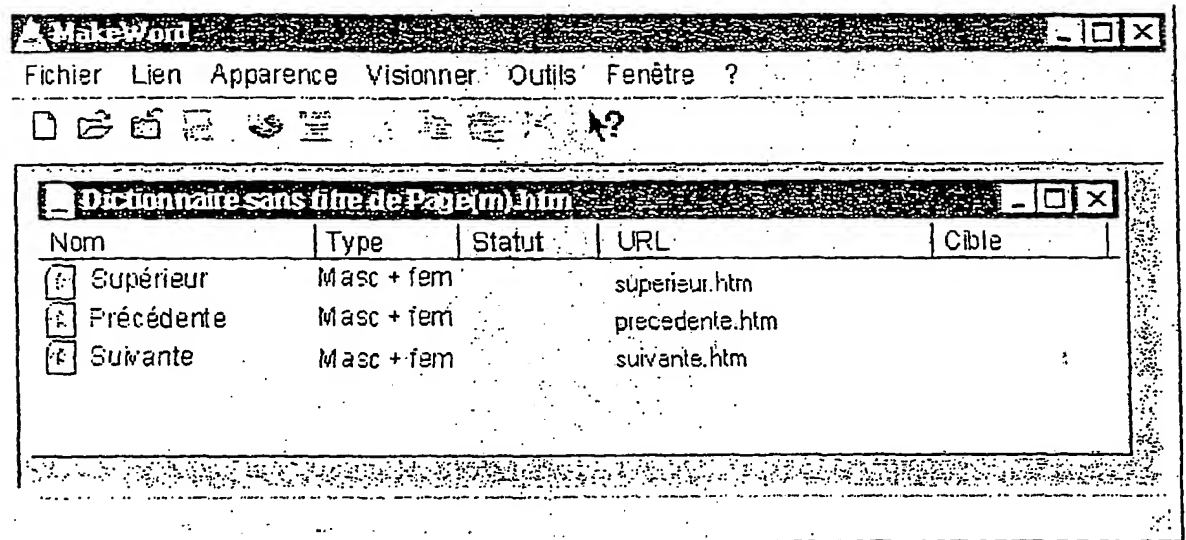 MakeWord
Fichier Lien Apparence Visionner Outils Fenêtre ?
?
Dictionnaire sans titre de Page(m).htm
Nom Type Statut URL Cible
Supérieur Masc + fem superieur.htm
Précédente Masc + fem precedente.htm
Suivante Masc + fem suivante.htm